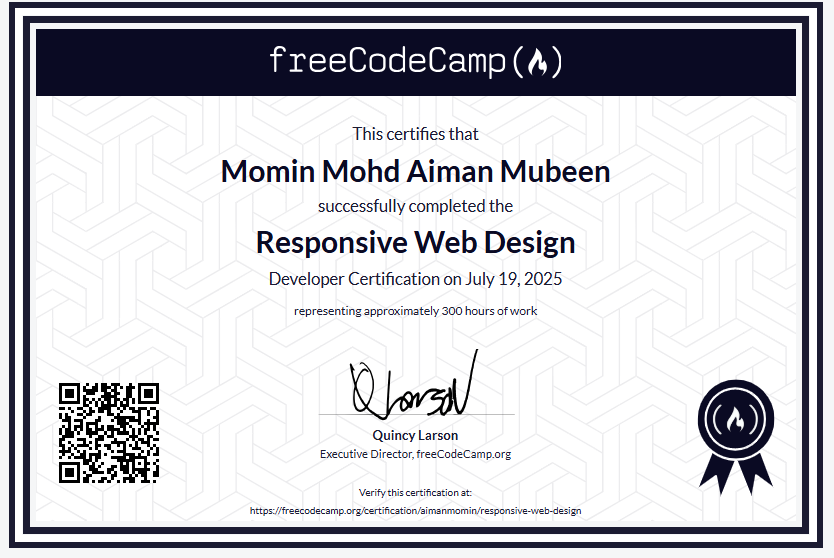 freeCodeCamp
This certifies that
Momin Mohd Aiman Mubeen
successfully completed the
Responsive Web Design
Developer Certification on July 19, 2025
representing approximately 300 hours of work
Q Larson
Quincy Larson
Executive Director, freeCodeCamp.org
Verify this certification at:
https://freecodecamp.org/certification/aimanmomin/responsive-web-design